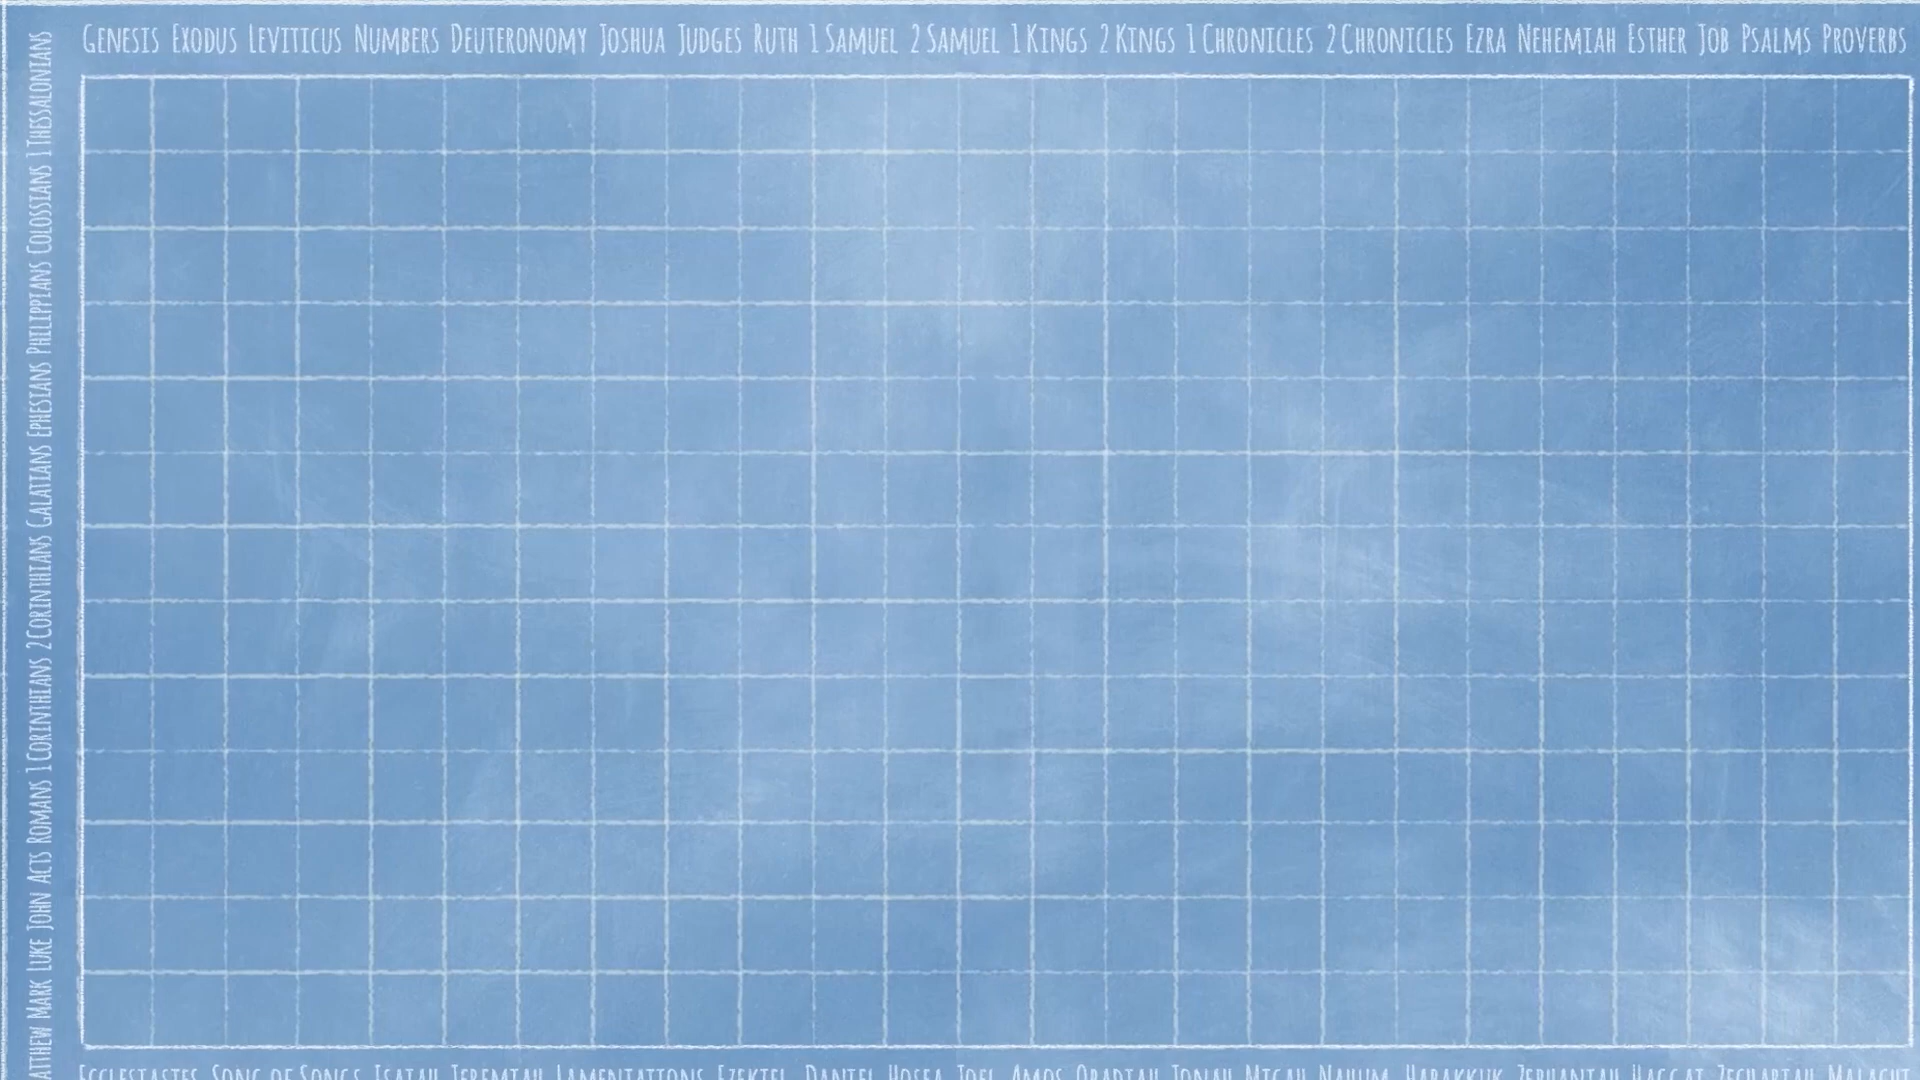 Genesis Exodus Leviticus Numbers Deuteronomy Joshua Judges Ruth 1 Samuel 2 Samuel 1 Kings 2 Kings 1 Chronicles 2 Chronicles Ezra Nehemiah Esther Job Psalms Proverbs
atthew Mark Luke John Acts Romans 1 Corinthians 2 Corinthians Galatians Ephesians Philippians Colossians 1 Thessalonians
Ecclesiastes Song of Songs Isaiah Jeremiah Lamentations Ezekiel Daniel Hosea Joel Amos Obadiah Jonah Micah Nahum Habakkuk Zephaniah Haggai Zechariah Malachi